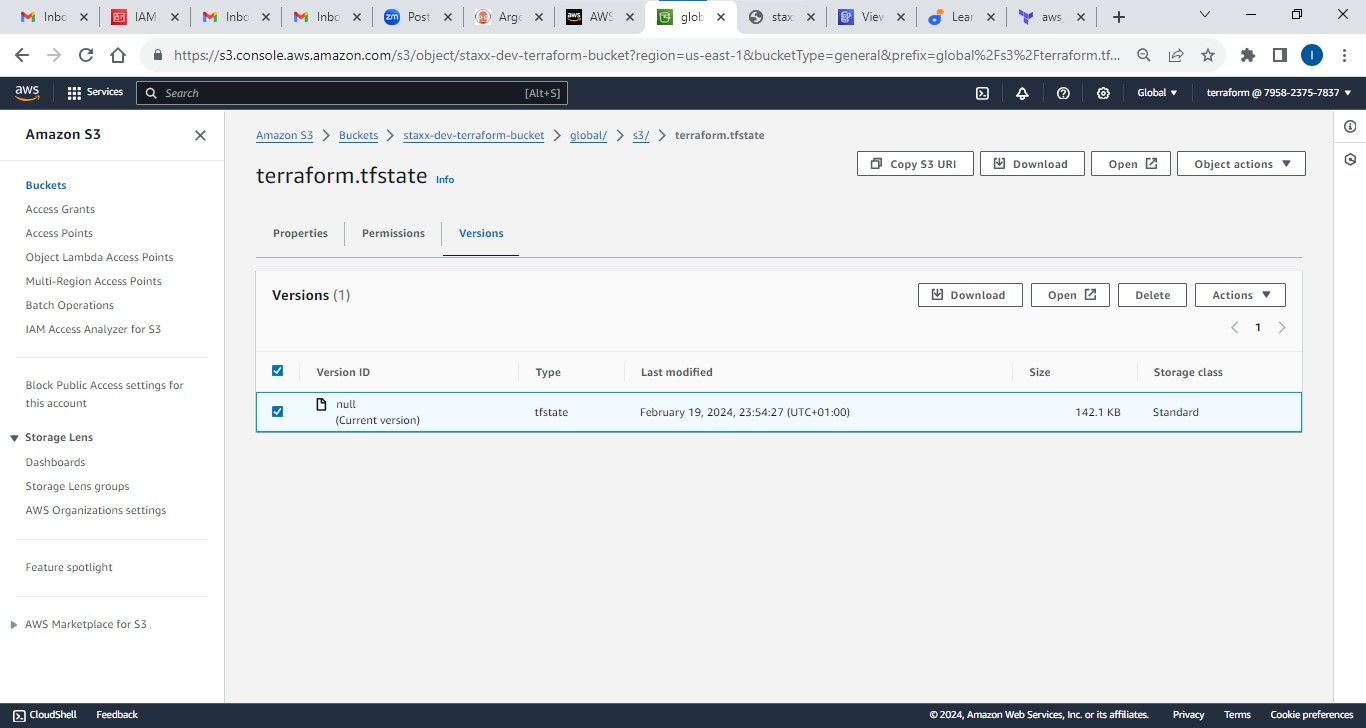 Inbo
IAM
Inbo
Inbo
zm Post
Argo
aws AWS
glob
stax
View
Lear
aws_
https://s3.console.aws.amazon.com/s3/object/staxx-dev-terraform-bucket?region=us-east-1&bucketType=general&prefix=global%2Fs3%2Fterraform.tf...
I
aws
Services
Search
[Alt+S]
Global
terraform @ 7958-2375-7837
Amazon S3
Buckets
Access Grants
Access Points
Object Lambda Access Points
Multi-Region Access Points
Batch Operations
IAM Access Analyzer for S3
Block Public Access settings for
this account
Storage Lens
Dashboards
Storage Lens groups
AWS Organizations settings
Feature spotlight
AWS Marketplace for S3
Amazon S3 > Buckets > staxx-dev-terraform-bucket > global/ > s3/ > terraform.tfstate
terraform.tfstate Info
Copy S3 URI
Download
Open
Object actions
Properties
Permissions
Versions
Versions (1)
Download
Open
Delete
Actions
1
Version ID
Type
Last modified
Size
Storage class
null
(Current version)
tfstate
February 19, 2024, 23:54:27 (UTC+01:00)
142.1 KB
Standard
CloudShell
Feedback
© 2024, Amazon Web Services, Inc. or its affiliates.
Privacy
Terms
Cookie preferences